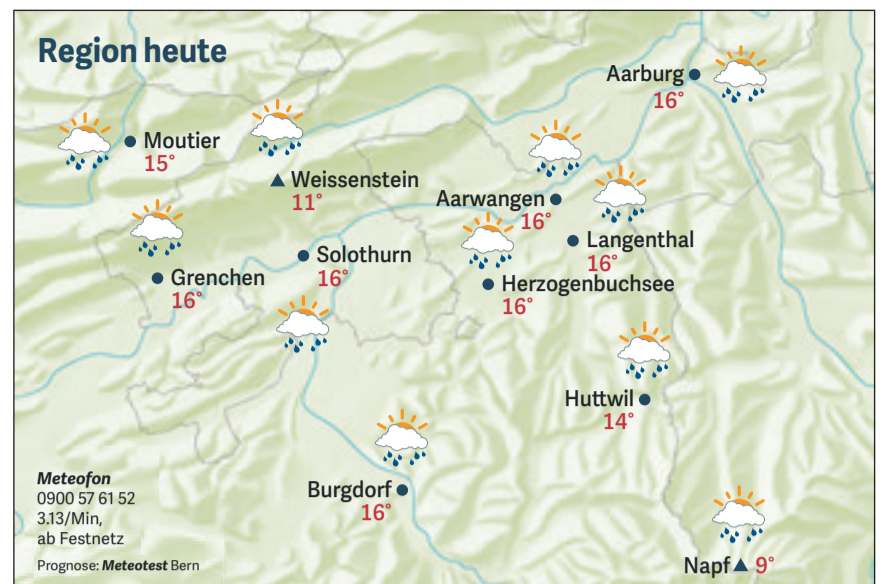 Region heute
Aarburg
16°
Moutier
15°
Weissenstein
11°
Aarwangen
16°
Langenthal
16°
Solothurn
16°
Grenchen
16°
Herzogenbuchsee
16°
Huttwil
14°
Burgdorf
16°
Napf 9°
Meteofon
0900 57 61 52
3.13/Min,
ab Festnetz
Prognose: Meteotest Bern